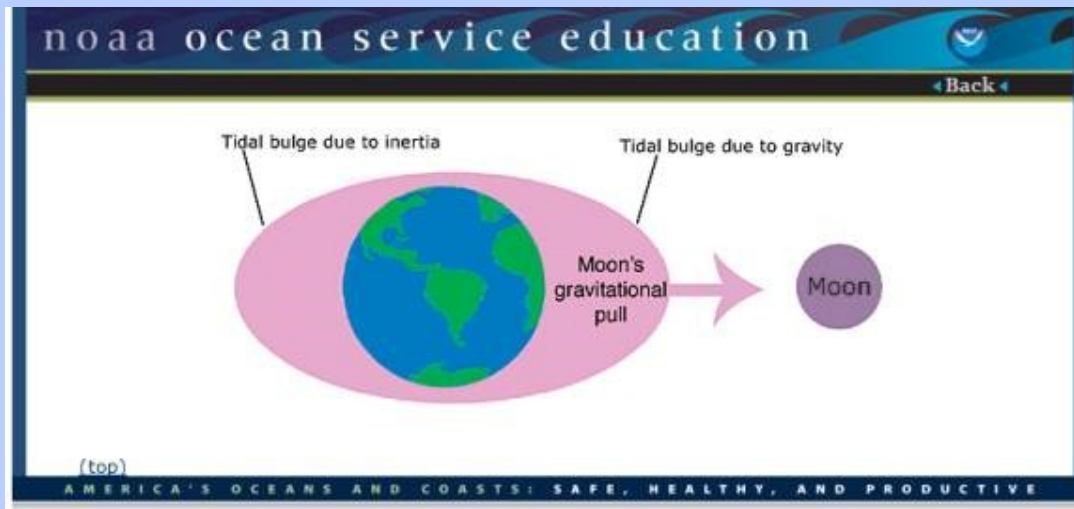 noaa ocean service education
◂Back◂
Tidal bulge due to inertia
Tidal bulge due to gravity
Moon's
gravitational
pull
Moon
(top)
AMERICA'S OCEANS AND COASTS: SAFE, HEALTHY, AND PRODUCTIVE